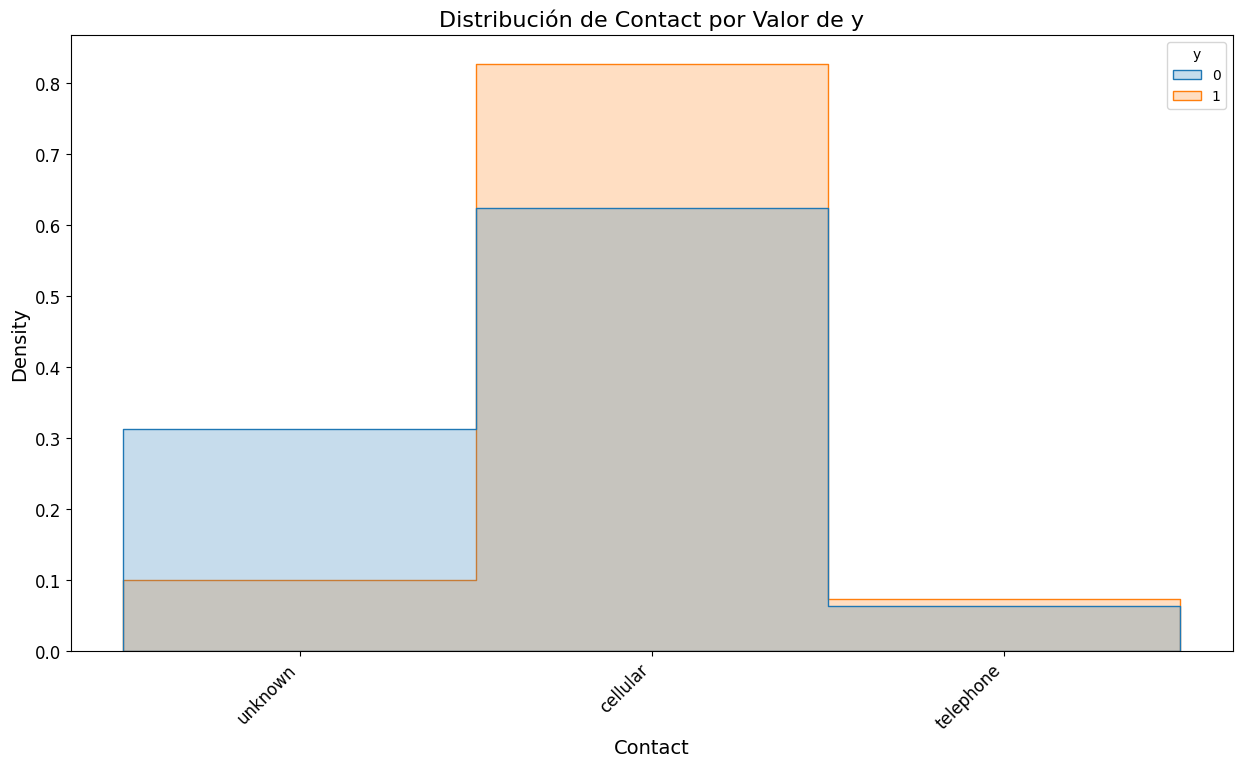 Distribución de Contact por Valor de y
y
0
1
Density
0.8
0.7
0.6
0.5
0.4
0.3
0.2
0.1
0.0
unknown
cellular
telephone
Contact